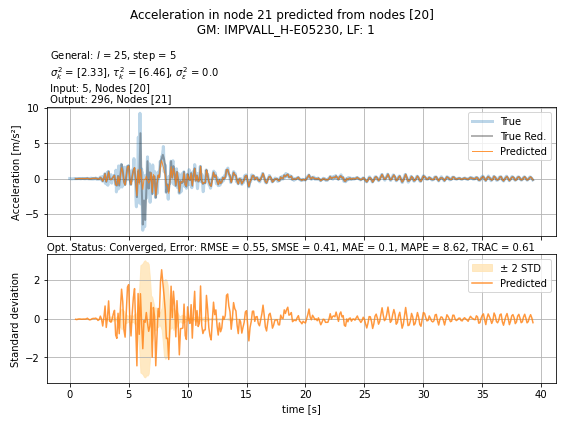 Acceleration in node 21 predicted from nodes [20]
GM: IMPVALL_H-E05230, LF: 1
General: l = 25, step = 5
σ²ₖ = [2.33], τ²ₖ = [6.46], σ²ε = 0.0
Input: 5, Nodes [20]
Output: 296, Nodes [21]
Acceleration [m/s²]
10
5
0
−5
True
True Red.
Predicted
Opt. Status: Converged, Error: RMSE = 0.55, SMSE = 0.41, MAE = 0.1, MAPE = 8.62, TRAC = 0.61
Standard deviation
2
0
−2
± 2 STD
Predicted
0 5 10 15 20 25 30 35 40
time [s]